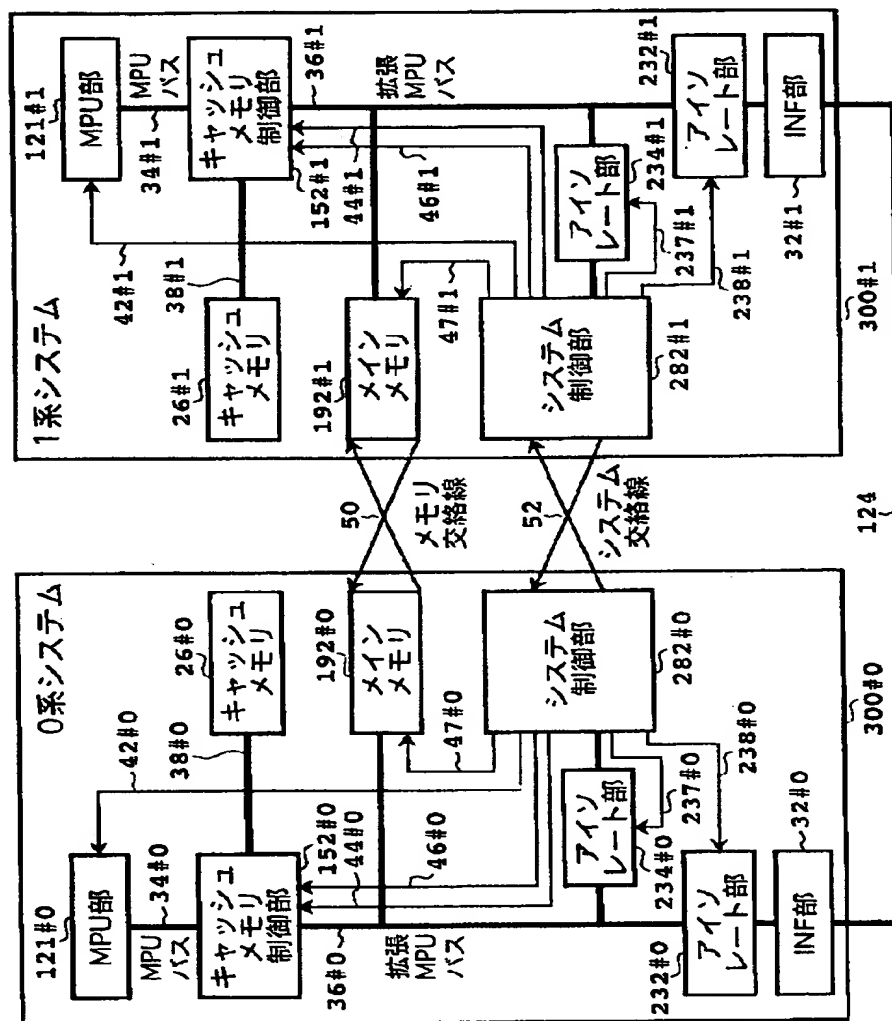 0系システム
121#0
MPU部
34#0
MPU
バス
42#0
キャッシュ
メモリ
制御部
38#0
キャッシュ
メモリ
26#0
152#0
44#0
46#0
36#0
拡張
MPU
バス
メイン
メモリ
192#0
47#0
アイソ
レート部
234#0
237#0
システム
制御部
282#0
238#0
232#0
アイソ
レート部
INF部
32#0
300#0
50
メモリ
交絡線
52
システム
交絡線
124
1系システム
121#1
MPU部
34#1
MPU
バス
42#1
キャッシュ
メモリ
制御部
38#1
キャッシュ
メモリ
26#1
152#1
44#1
46#1
36#1
拡張
MPU
バス
メイン
メモリ
192#1
47#1
アイソ
レート部
234#1
237#1
システム
制御部
282#1
238#1
232#1
アイソ
レート部
INF部
32#1
300#1